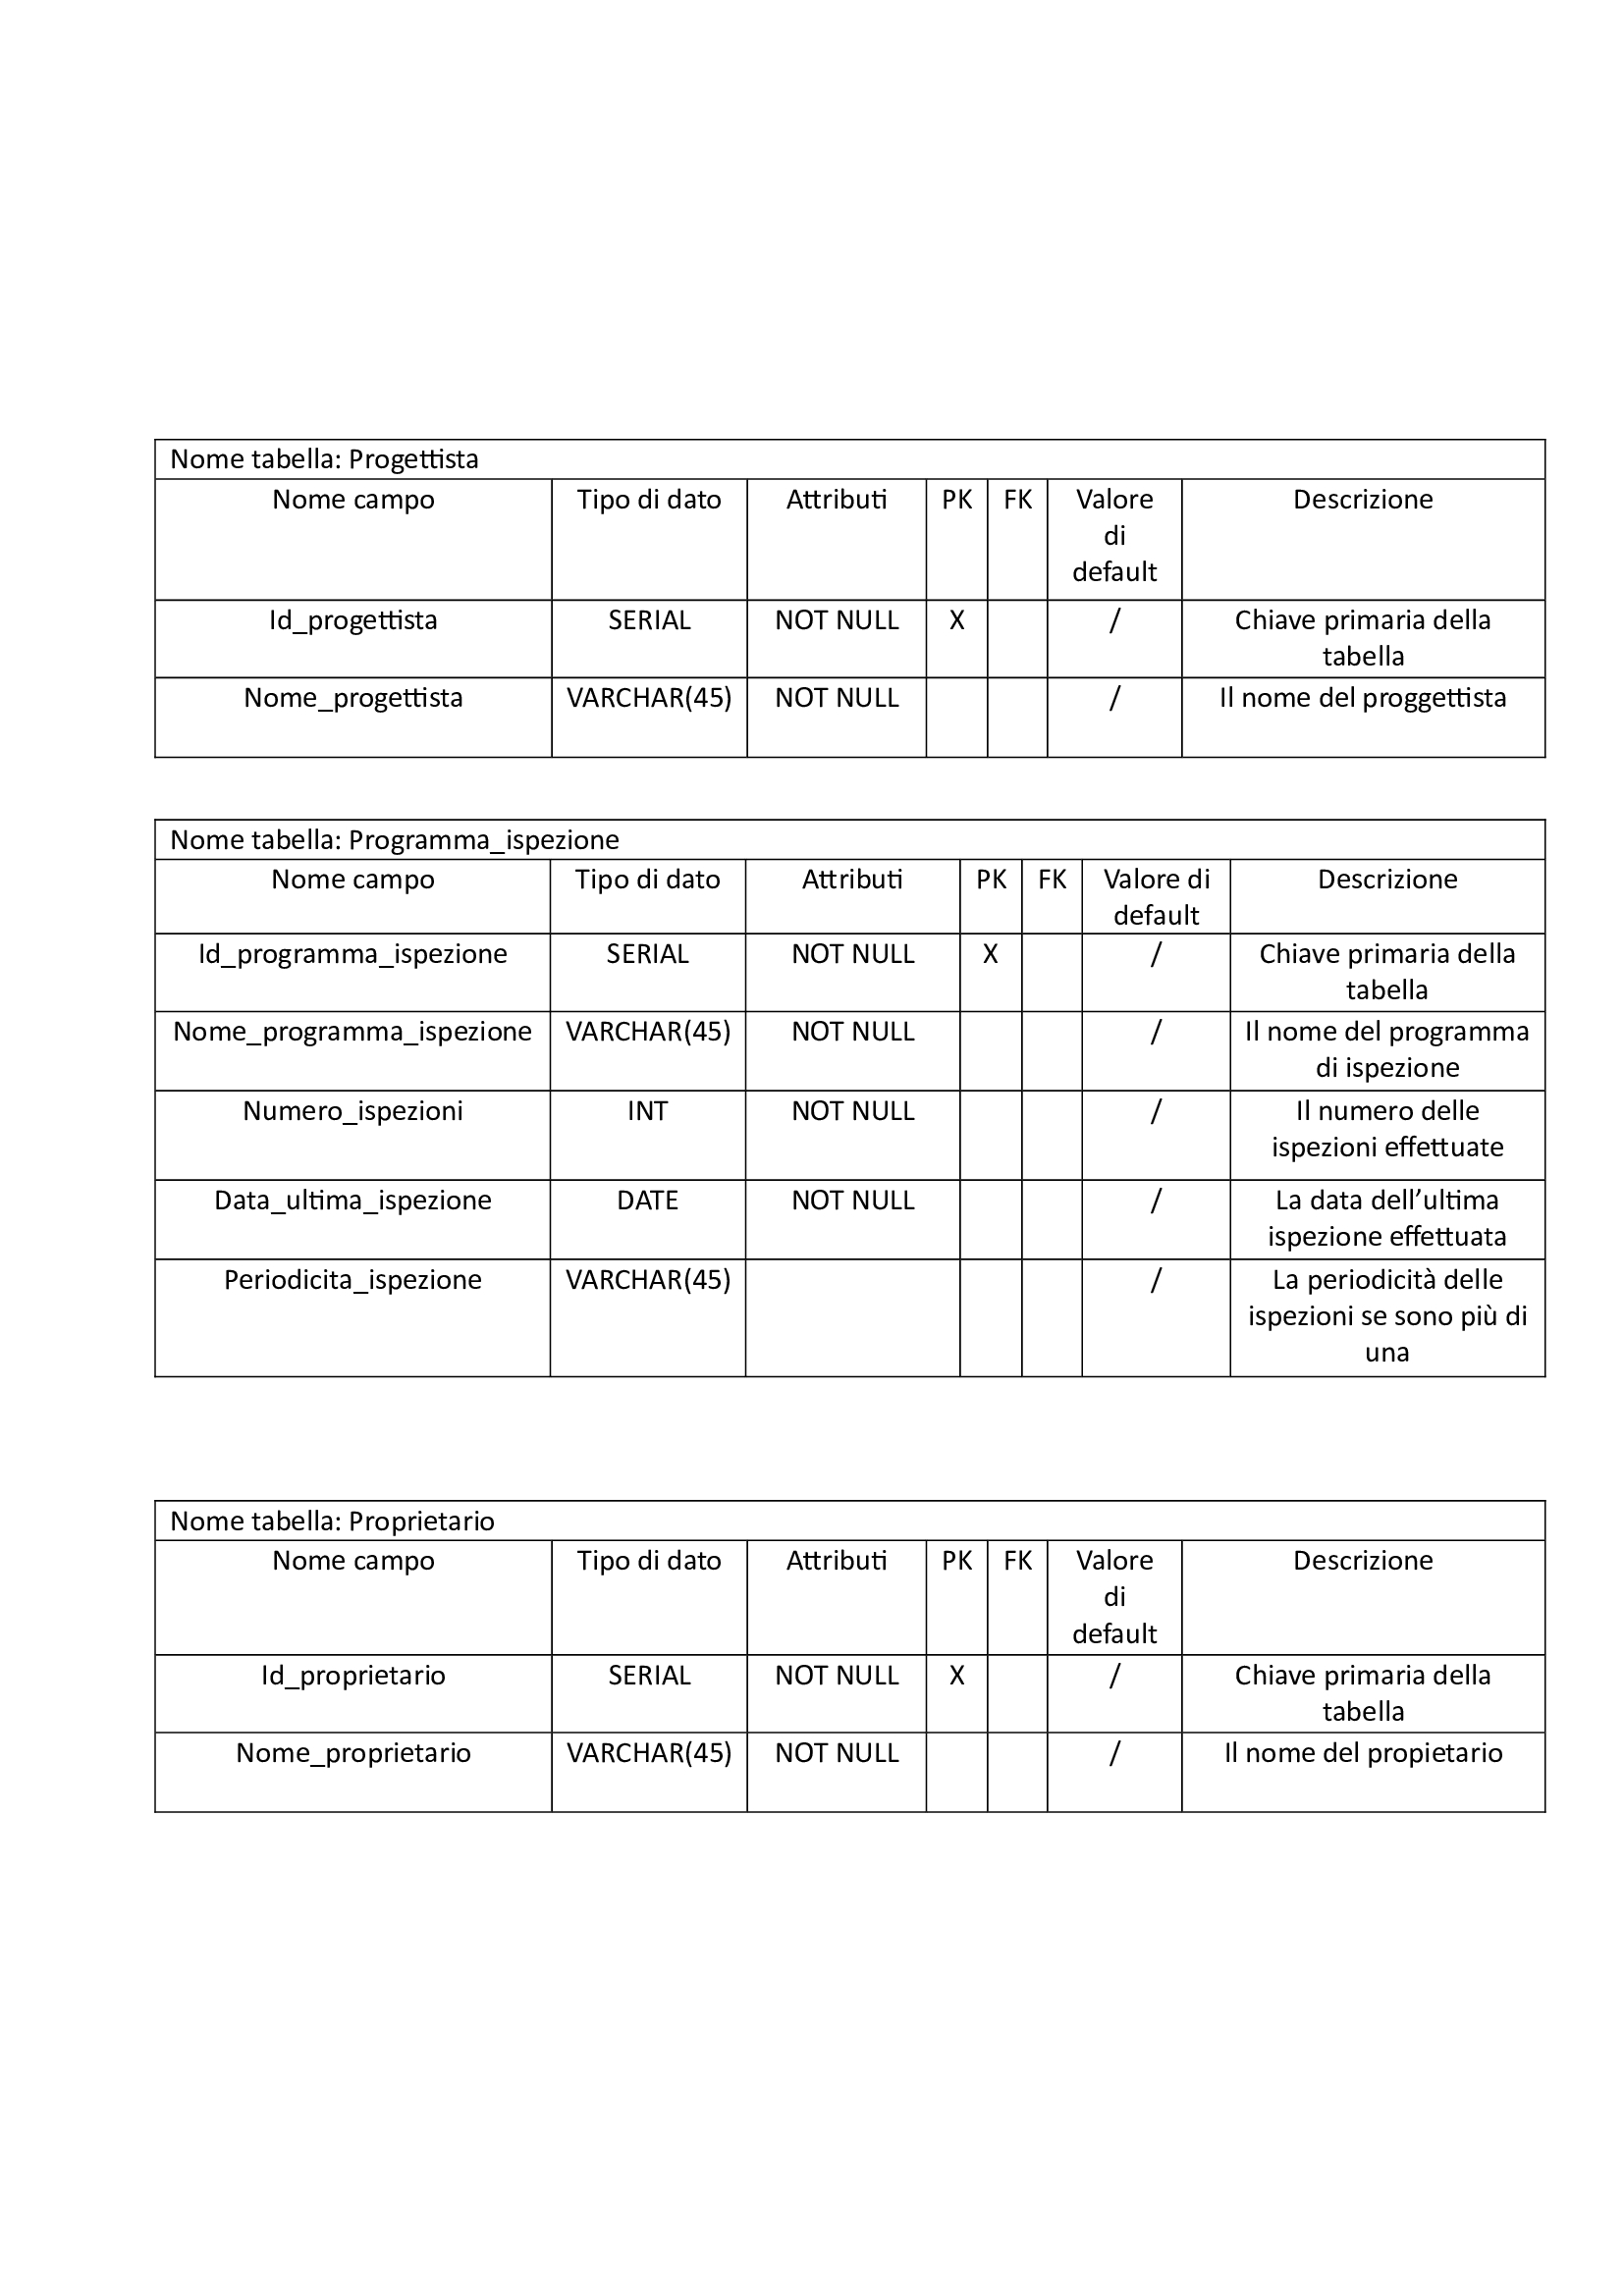 Nome tabella: Progettista
Nome campo Tipo di dato Attributi PK FK Valore
di
default Descrizione
Id_progettista SERIAL NOT NULL X / Chiave primaria della
tabella
Nome_progettista VARCHAR(45) NOT NULL / Il nome del proggettista
Nome tabella: Programma_ispezione
Nome campo Tipo di dato Attributi PK FK Valore di
default Descrizione
Id_programma_ispezione SERIAL NOT NULL X / Chiave primaria della
tabella
Nome_programma_ispezione VARCHAR(45) NOT NULL / Il nome del programma
di ispezione
Numero_ispezioni INT NOT NULL / Il numero delle
ispezioni effettuate
Data_ultima_ispezione DATE NOT NULL / La data dell’ultima
ispezione effettuata
Periodicita_ispezione VARCHAR(45) / La periodicità delle
ispezioni se sono più di
una
Nome tabella: Proprietario
Nome campo Tipo di dato Attributi PK FK Valore
di
default Descrizione
Id_proprietario SERIAL NOT NULL X / Chiave primaria della
tabella
Nome_proprietario VARCHAR(45) NOT NULL / Il nome del propietario